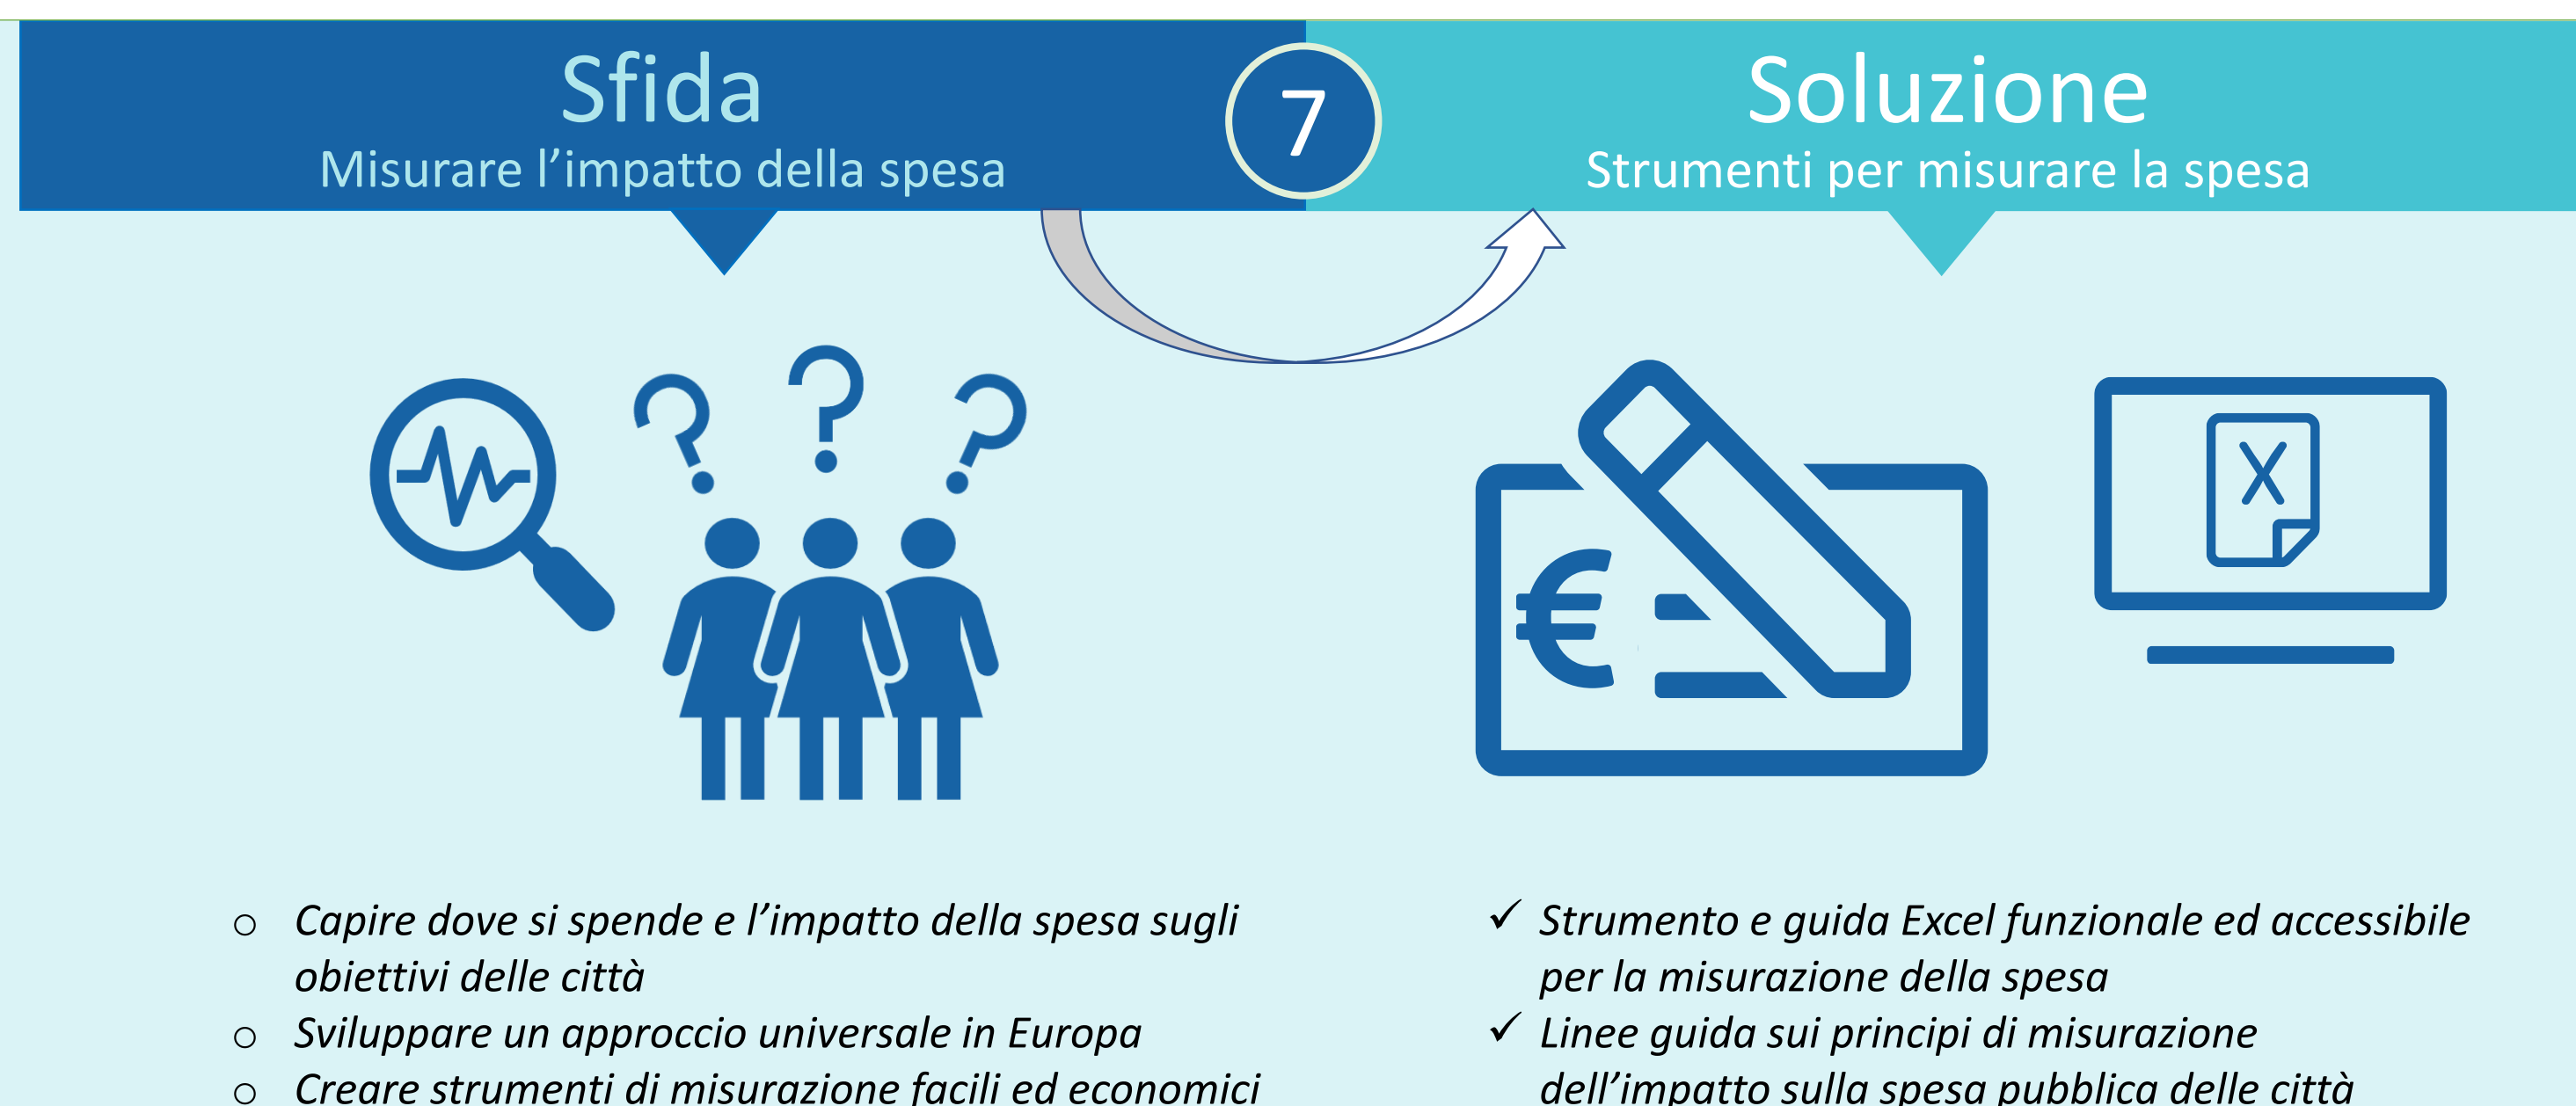 Sfida
Misurare l’impatto della spesa
7
Soluzione
Strumenti per misurare la spesa
€
X
o Capire dove si spende e l’impatto della spesa sugli
obiettivi delle città
o Sviluppare un approccio universale in Europa
o Creare strumenti di misurazione facili ed economici
✓ Strumento e guida Excel funzionale ed accessibile
per la misurazione della spesa
✓ Linee guida sui principi di misurazione
dell’impatto sulla spesa pubblica delle città